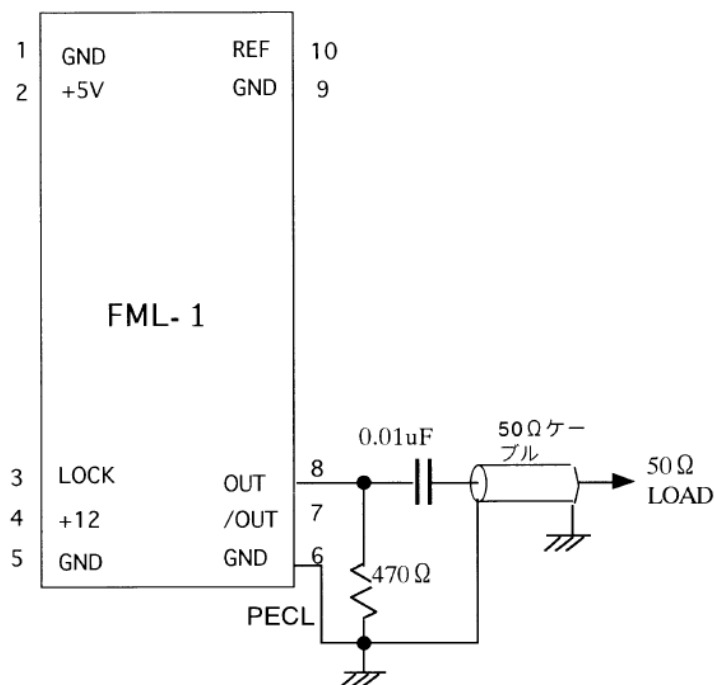 1 GND REF 10
2 +5V GND 9
FML- 1
0.01uF
50Ωケー
ブル
3 LOCK OUT 8
50Ω
LOAD
4 +12 /OUT 7
5 GND GND 6
470Ω
PECL